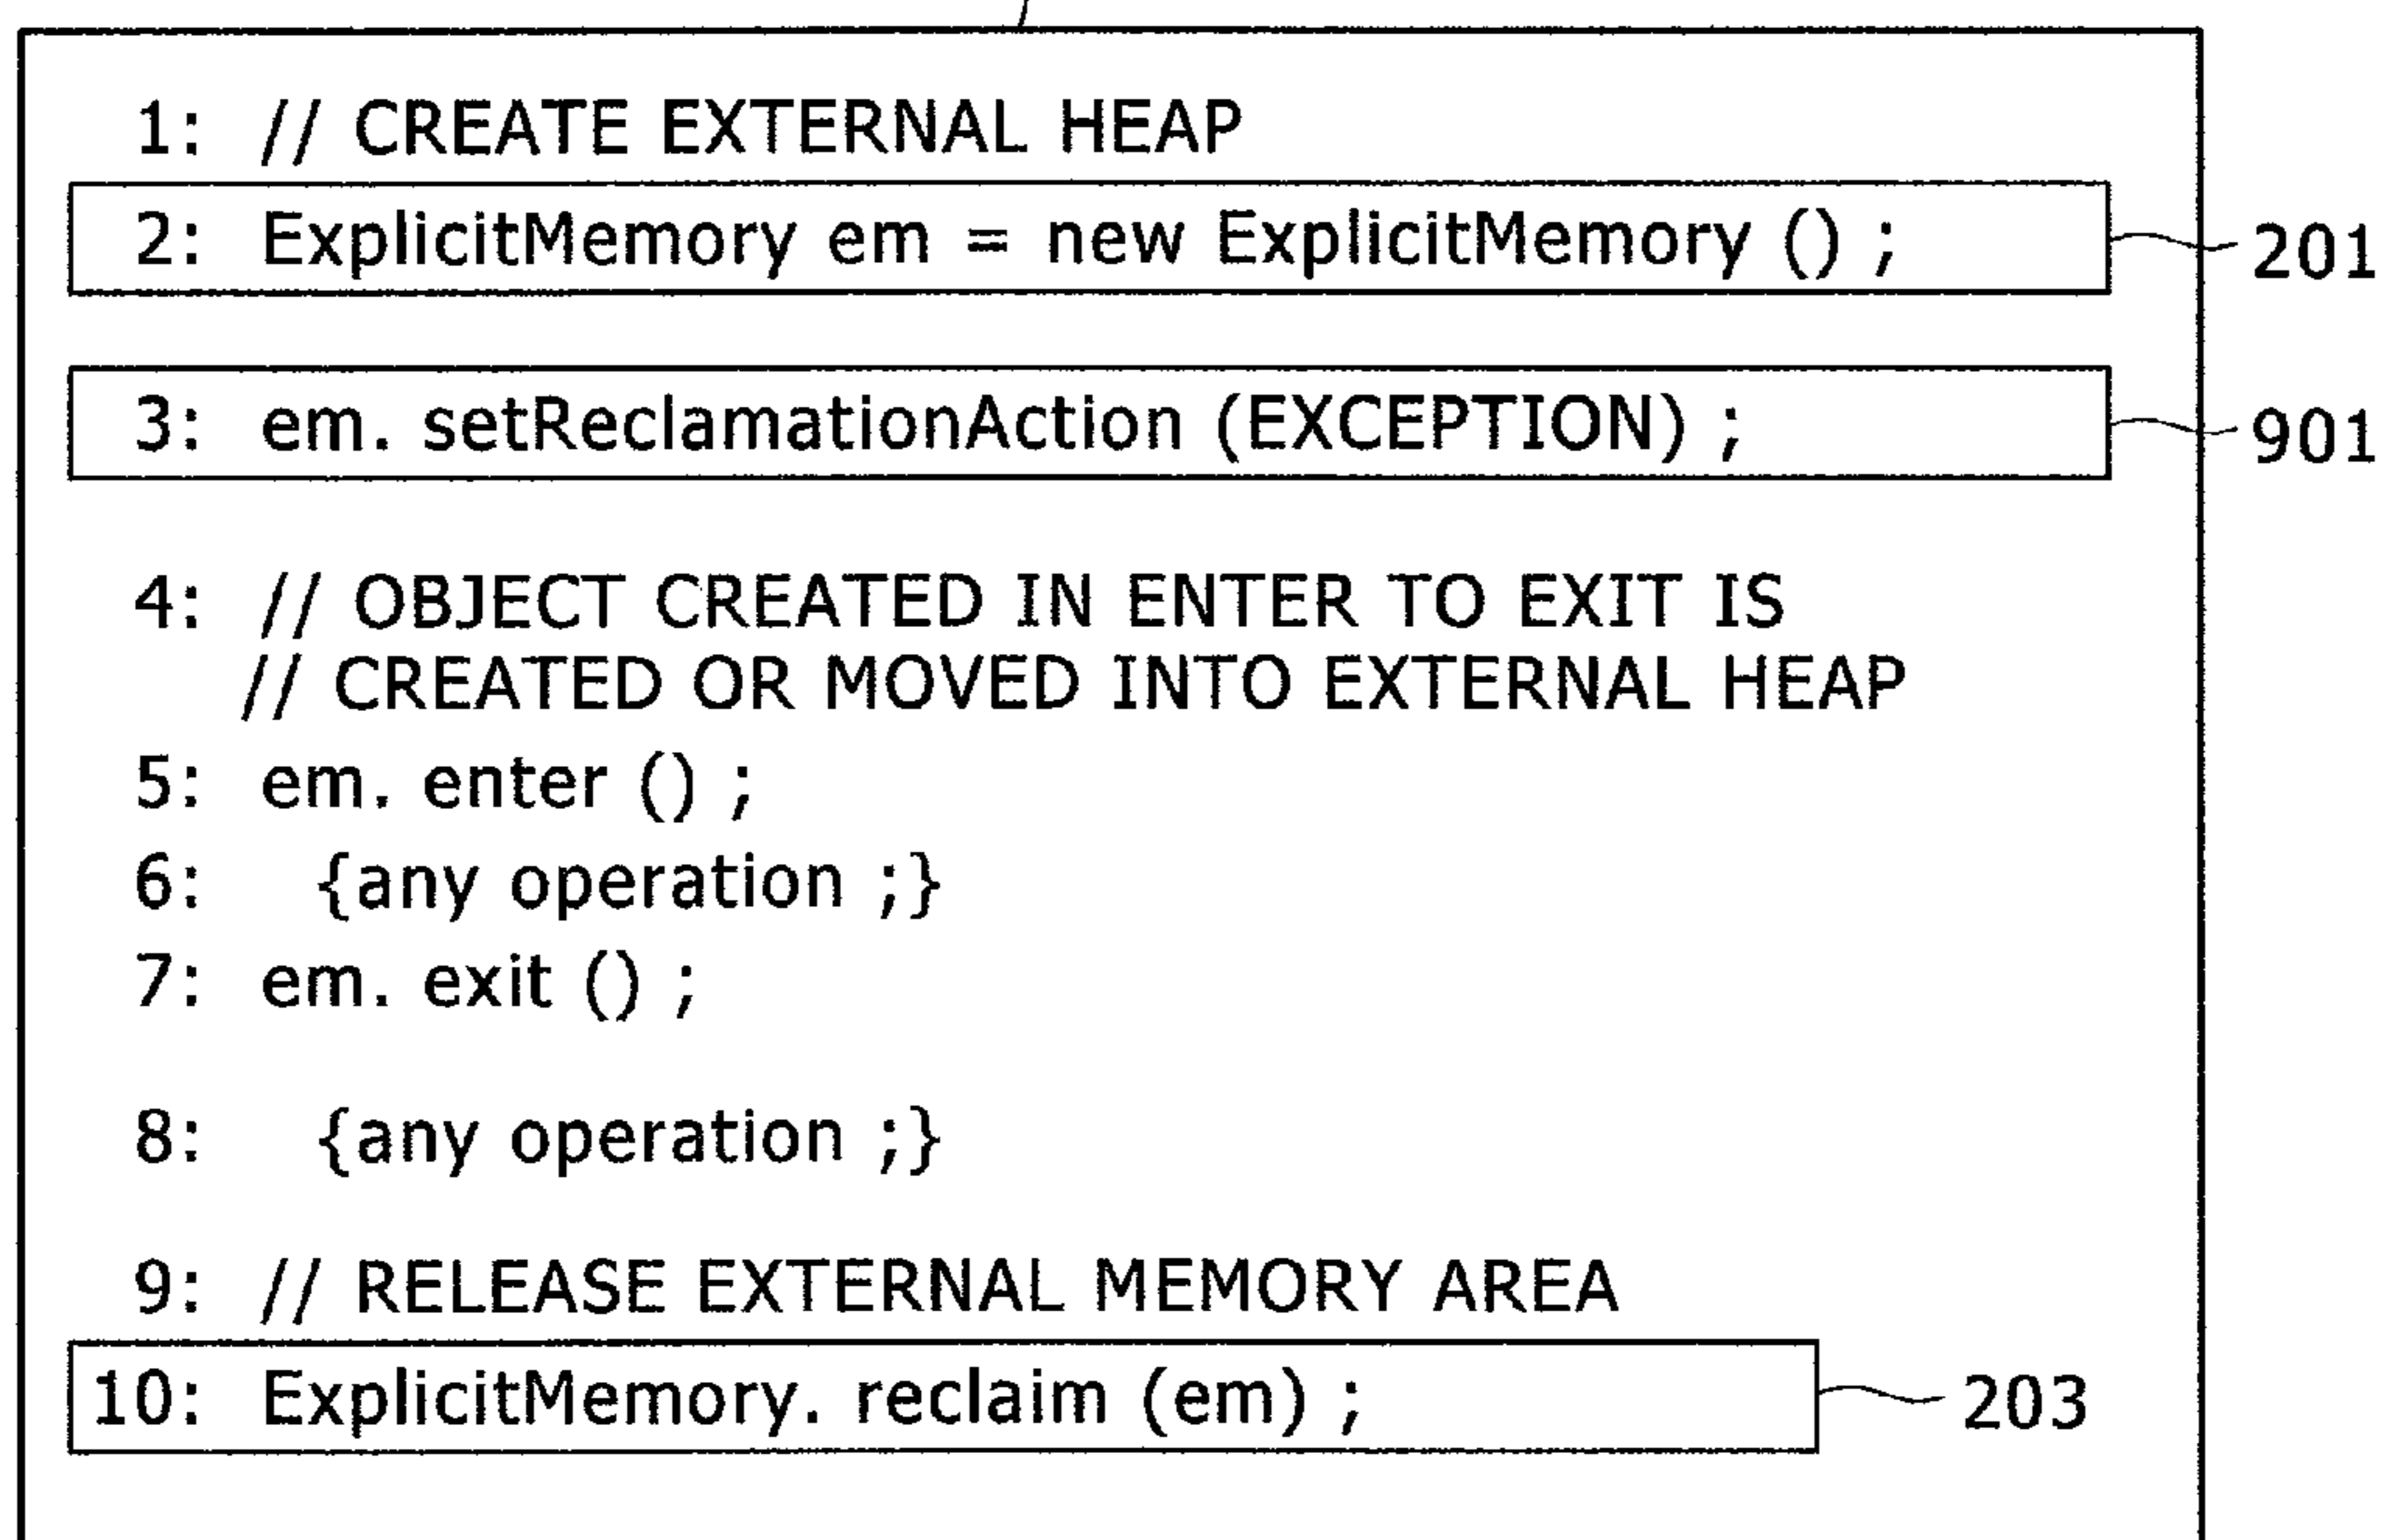 1: // CREATE EXTERNAL HEAP
2: ExplicitMemory em = new ExplicitMemory () ; 201
3: em. setReclamationAction (EXCEPTION) ; 901
4: // OBJECT CREATED IN ENTER TO EXIT IS
// CREATED OR MOVED INTO EXTERNAL HEAP
5: em. enter () ;
6: {any operation ;}
7: em. exit () ;
8: {any operation ;}
9: // RELEASE EXTERNAL MEMORY AREA
10: ExplicitMemory. reclaim (em) ; 203